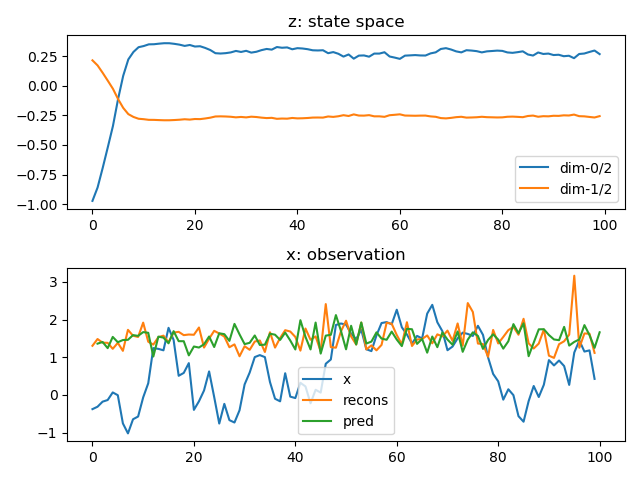 z: state space
0.25
0.00
−0.25
−0.50
−0.75
−1.00
dim-0/2
dim-1/2
0 20 40 60 80 100
x: observation
3
2
1
0
−1
x
recons
pred
0 20 40 60 80 100